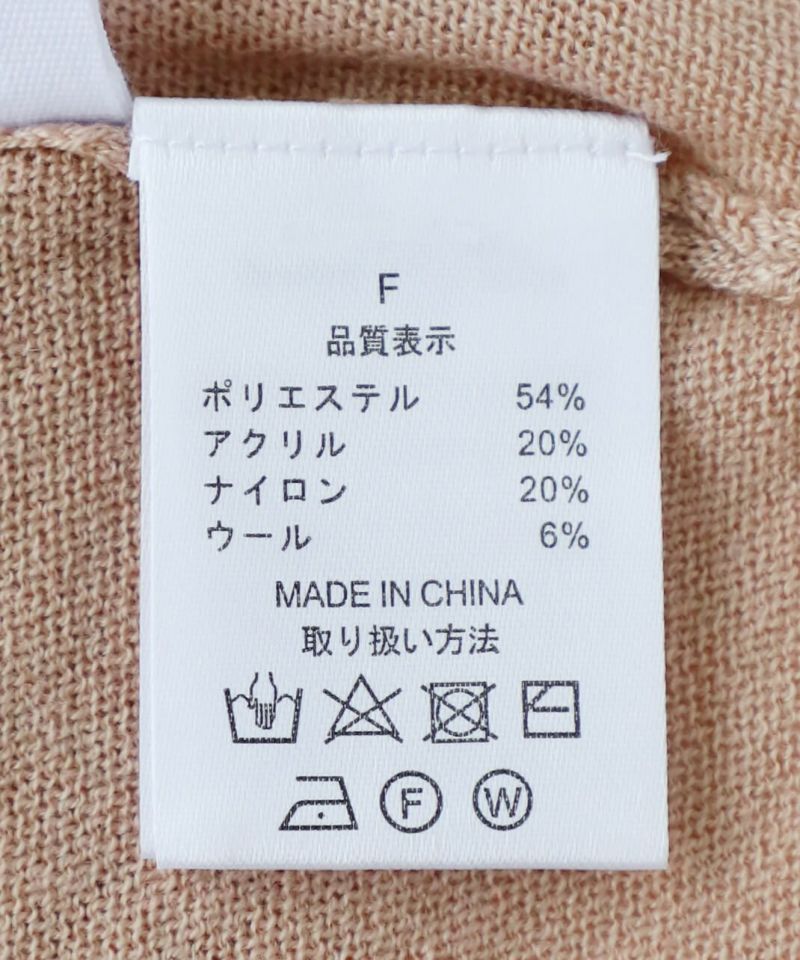 F
品質表示
ポリエステル 54%
アクリル 20%
ナイロン 20%
ウール 6%
MADE IN CHINA
取り扱い方法
F W